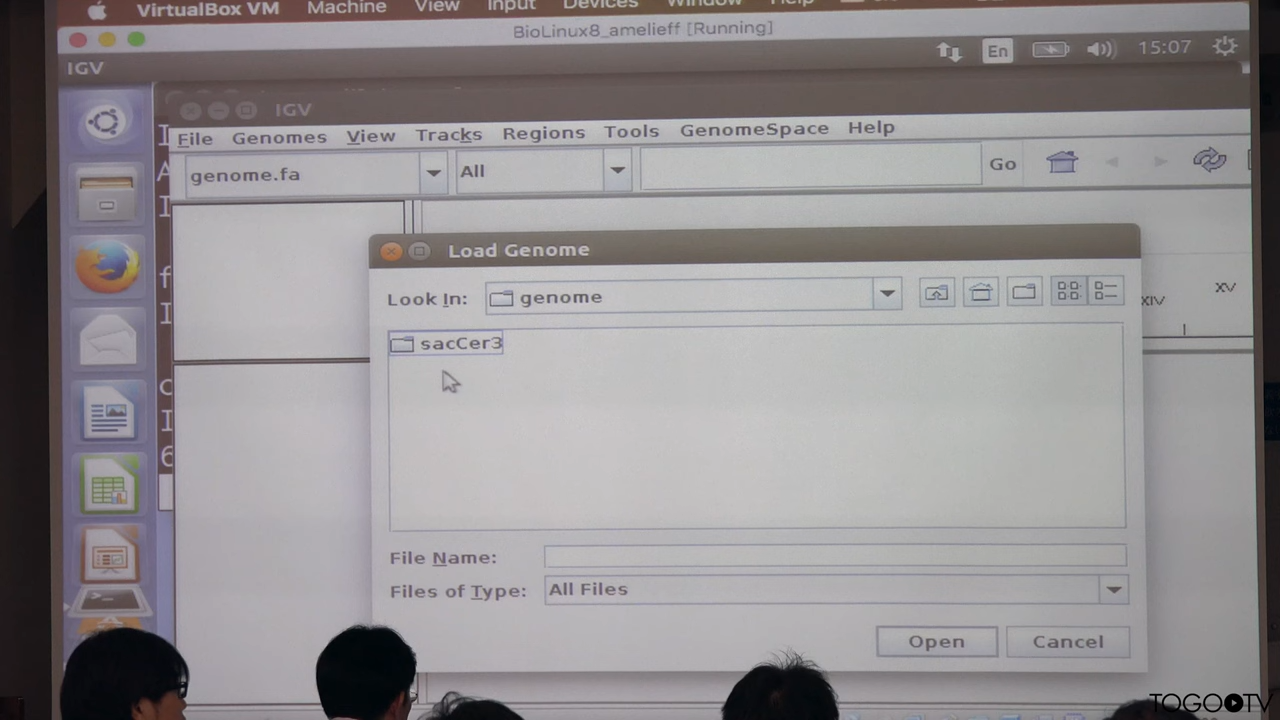 VirtualBox VM Machine View Input Devices Window Help
BioLinux8_amelieff [Running]
IGV
En
15:07
IGV
File Genomes View Tracks Regions Tools GenomeSpace Help
genome.fa
All
Go
Load Genome
Look In:
genome
XIV
XV
sacCer3
File Name:
Files of Type:
All Files
Open
Cancel
TOGOTV